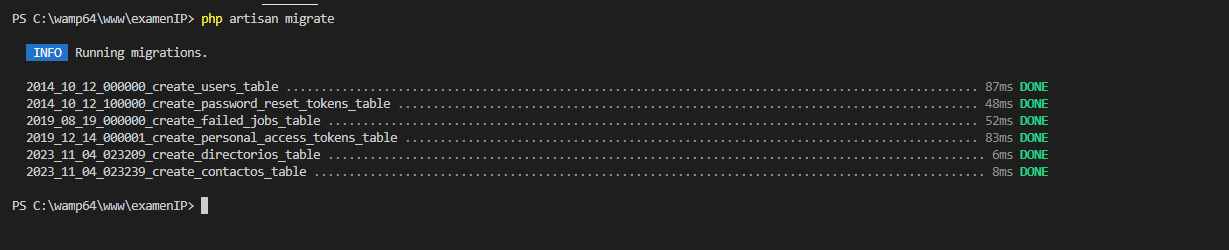 PS C:\wamp64\www\examenIP> php artisan migrate
INFO Running migrations.
2014_10_12_000000_create_users_table ................................................................................................... 87ms DONE
2014_10_12_100000_create_password_reset_tokens_table ................................................................................... 48ms DONE
2019_08_19_000000_create_failed_jobs_table ............................................................................................. 52ms DONE
2019_12_14_000001_create_personal_access_tokens_table .................................................................................. 83ms DONE
2023_11_04_023209_create_directorios_table .............................................................................................. 6ms DONE
2023_11_04_023239_create_contactos_table ................................................................................................ 8ms DONE
PS C:\wamp64\www\examenIP>